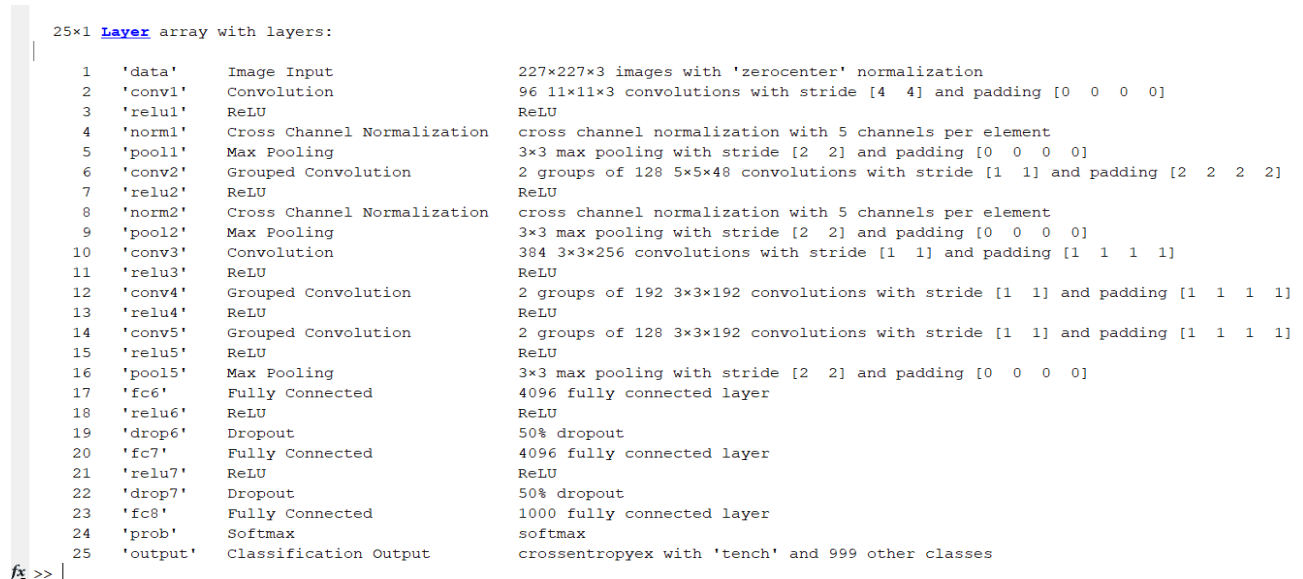 25×1 Layer array with layers:
1 'data' Image Input 227×227×3 images with 'zerocenter' normalization
2 'conv1' Convolution 96 11×11×3 convolutions with stride [4 4] and padding [0 0 0 0]
3 'relu1' ReLU ReLU
4 'norm1' Cross Channel Normalization cross channel normalization with 5 channels per element
5 'pool1' Max Pooling 3×3 max pooling with stride [2 2] and padding [0 0 0 0]
6 'conv2' Grouped Convolution 2 groups of 128 5×5×48 convolutions with stride [1 1] and padding [2 2 2 2]
7 'relu2' ReLU ReLU
8 'norm2' Cross Channel Normalization cross channel normalization with 5 channels per element
9 'pool2' Max Pooling 3×3 max pooling with stride [2 2] and padding [0 0 0 0]
10 'conv3' Convolution 384 3×3×256 convolutions with stride [1 1] and padding [1 1 1 1]
11 'relu3' ReLU ReLU
12 'conv4' Grouped Convolution 2 groups of 192 3×3×192 convolutions with stride [1 1] and padding [1 1 1 1]
13 'relu4' ReLU ReLU
14 'conv5' Grouped Convolution 2 groups of 128 3×3×192 convolutions with stride [1 1] and padding [1 1 1 1]
15 'relu5' ReLU ReLU
16 'pool5' Max Pooling 3×3 max pooling with stride [2 2] and padding [0 0 0 0]
17 'fc6' Fully Connected 4096 fully connected layer
18 'relu6' ReLU ReLU
19 'drop6' Dropout 50% dropout
20 'fc7' Fully Connected 4096 fully connected layer
21 'relu7' ReLU ReLU
22 'drop7' Dropout 50% dropout
23 'fc8' Fully Connected 1000 fully connected layer
24 'prob' Softmax softmax
25 'output' Classification Output crossentropyex with 'tench' and 999 other classes
fx >>